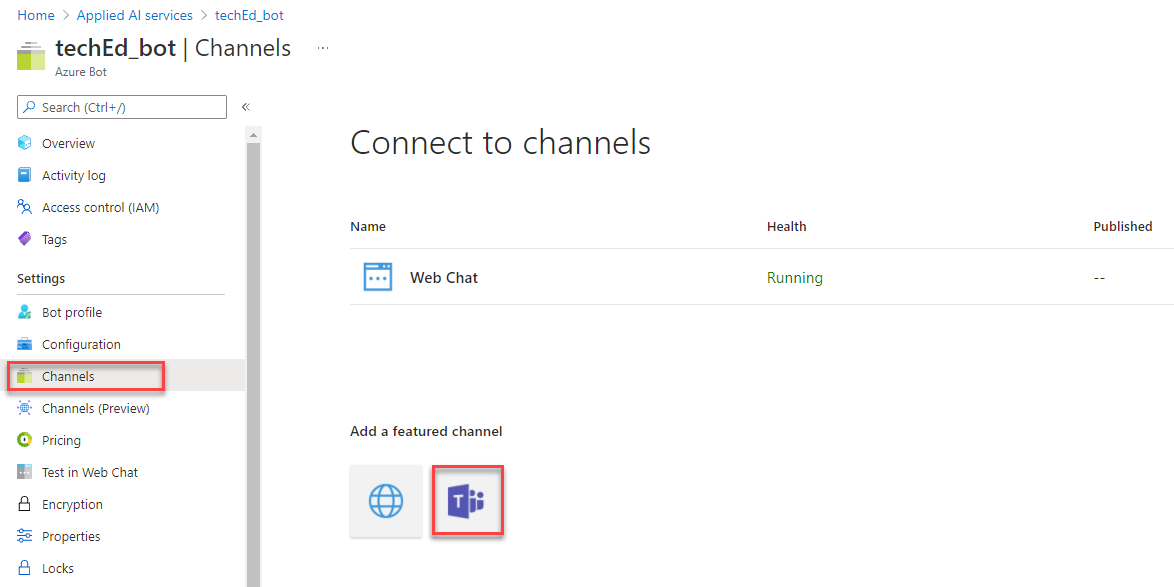 Home > Applied AI services > techEd_bot
techEd_bot | Channels ...
Azure Bot
Search (Ctrl+/) «
Overview
Activity log
Access control (IAM)
Tags
Settings
Bot profile
Configuration
Channels
Channels (Preview)
Pricing
Test in Web Chat
Encryption
Properties
Locks
Connect to channels
Name Health Published
Web Chat Running --
Add a featured channel
T